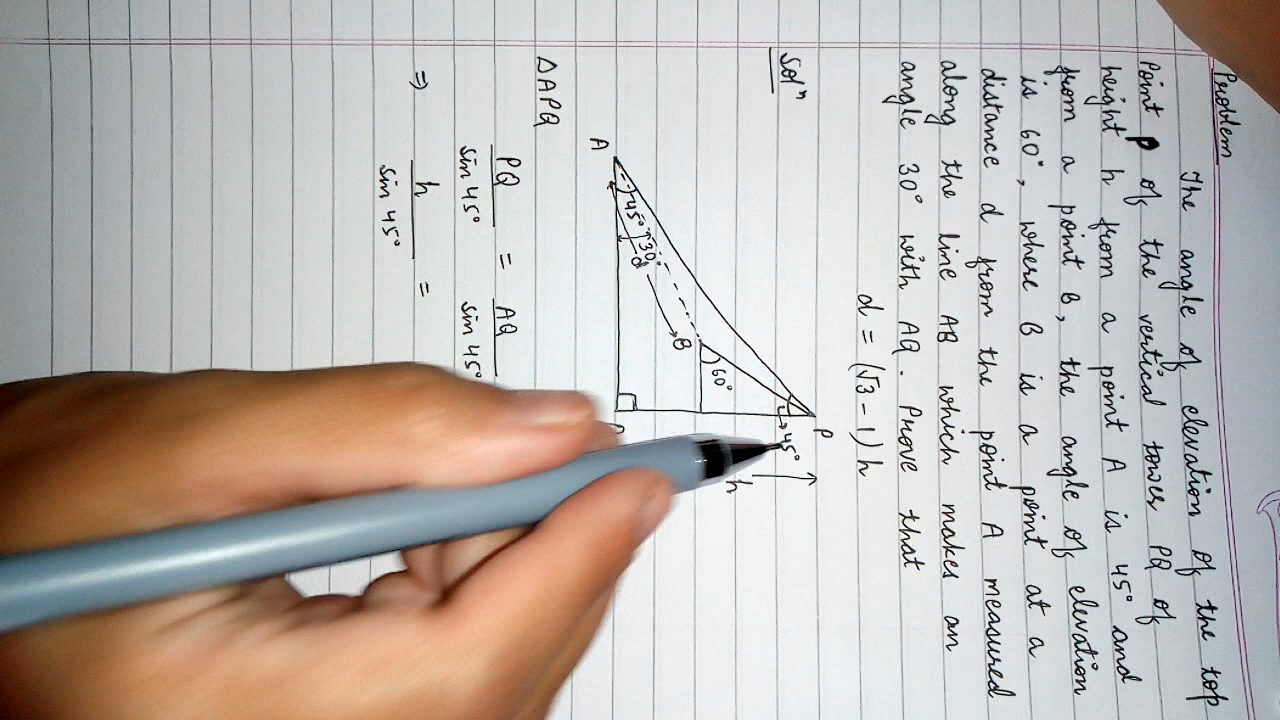 Problem
The angle of elevation of the top
Point P of the vertical tower PQ of
height h from a point A is 45° and
from a point B, the angle of elevation
is 60°, where B is a point at a
distance d from the point A measured
along the line AB which makes an
angle 30° with AQ. Prove that
d = (√3 - 1) h
Solⁿ
P
45°
h
60°
B
45°
30°
d
A
ΔAPQ
PQ / sin 45° = AQ / sin 45°
⇒ h / sin 45° =